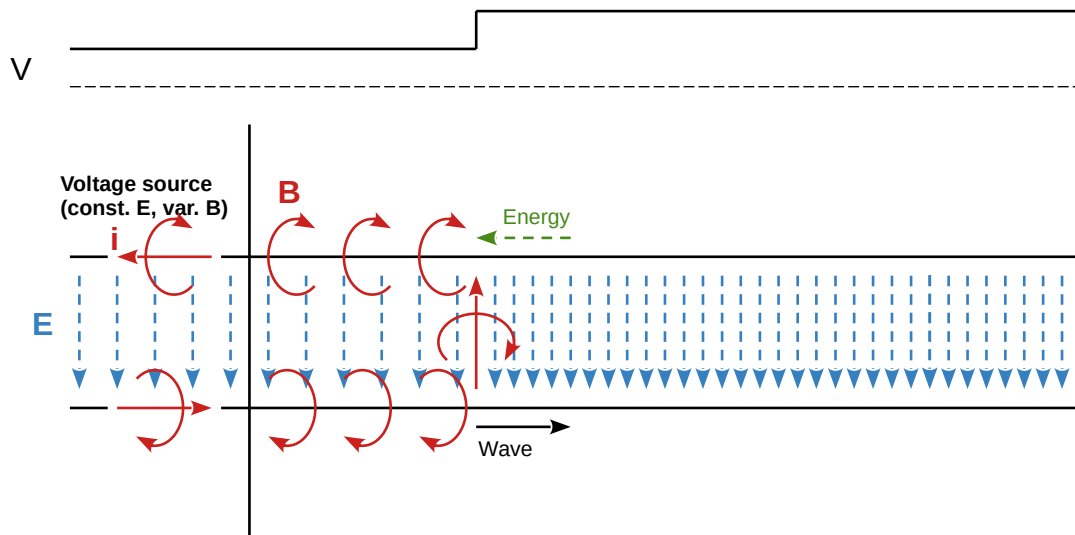 V
Voltage source
(const. E, var. B)
B
Energy
i
E
Wave